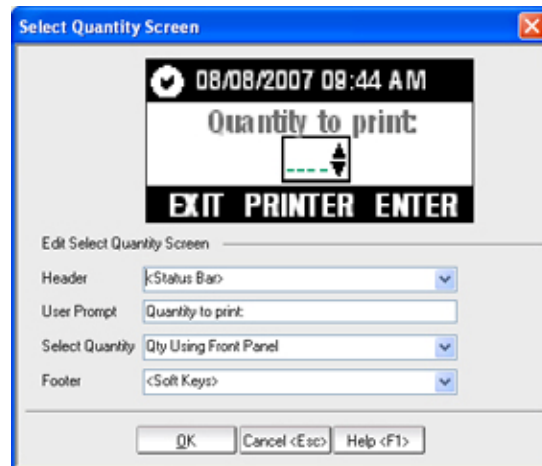 Select Quantity Screen
08/08/2007 09:44 AM
Quantity to print:
----
EXIT PRINTER ENTER
Edit Select Quantity Screen
Header <Status Bar>
User Prompt Quantity to print:
Select Quantity Qty Using Front Panel
Footer <Soft Keys>
OK Cancel <Esc> Help <F1>